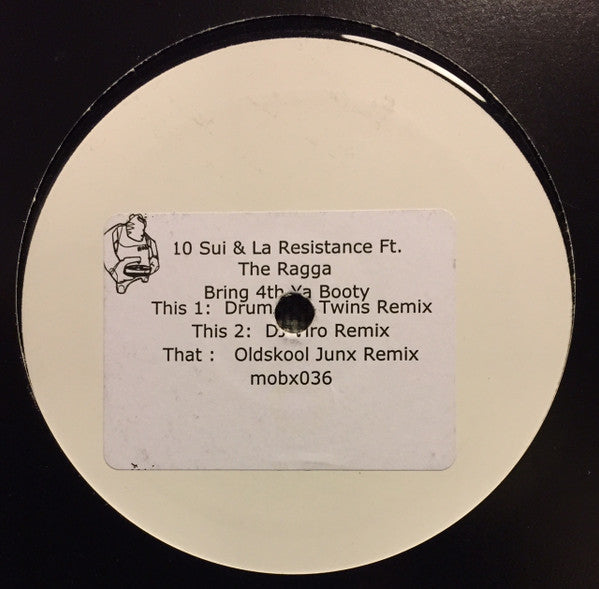 10 Sui & La Resistance Ft.
The Ragga
Bring 4th Ya Booty
This 1: Drum Twins Remix
This 2: DJ Viro Remix
That : Oldskool Junx Remix
mobx036